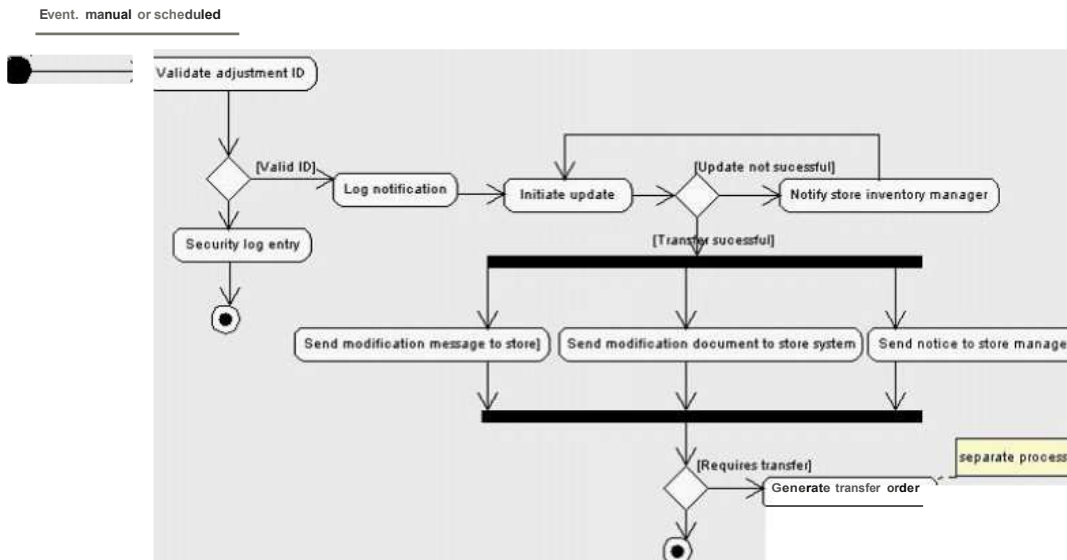 Event. manual or scheduled
Validate adjustment ID
[Valid ID]
[Update not sucessful]
Log notification
Initiate update
Notify store inventory manager
Security log entry
[Transfer sucessful]
Send modification message to store]
Send modification document to store system
Send notice to store manage
separate process
[Requires transfer]
Generate transfer order